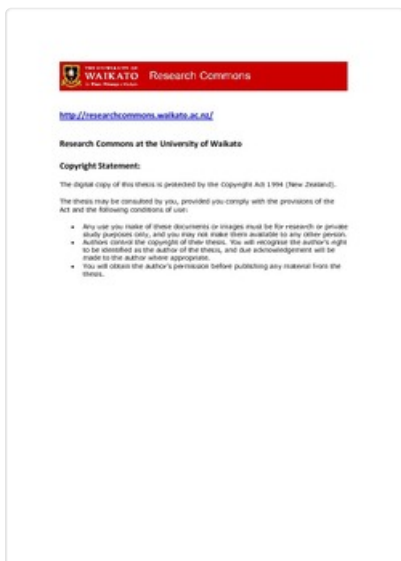 THE UNIVERSITY OF
WAIKATO Research Commons
http://researchcommons.waikato.ac.nz/
Research Commons at the University of Waikato
Copyright Statement:
The digital copy of this thesis is protected by the Copyright Act 1994 (New Zealand).
The thesis may be consulted by you, provided you comply with the provisions of the
Act and the following conditions of use:
• Any use you make of these documents or images must be for research or private
study purposes only, and you may not make them available to any other person.
• Authors control the copyright of their thesis. You will recognise the author's right
to be identified as the author of the thesis, and due acknowledgement will be
made to the author where appropriate.
• You will obtain the author's permission before publishing any material from the
thesis.